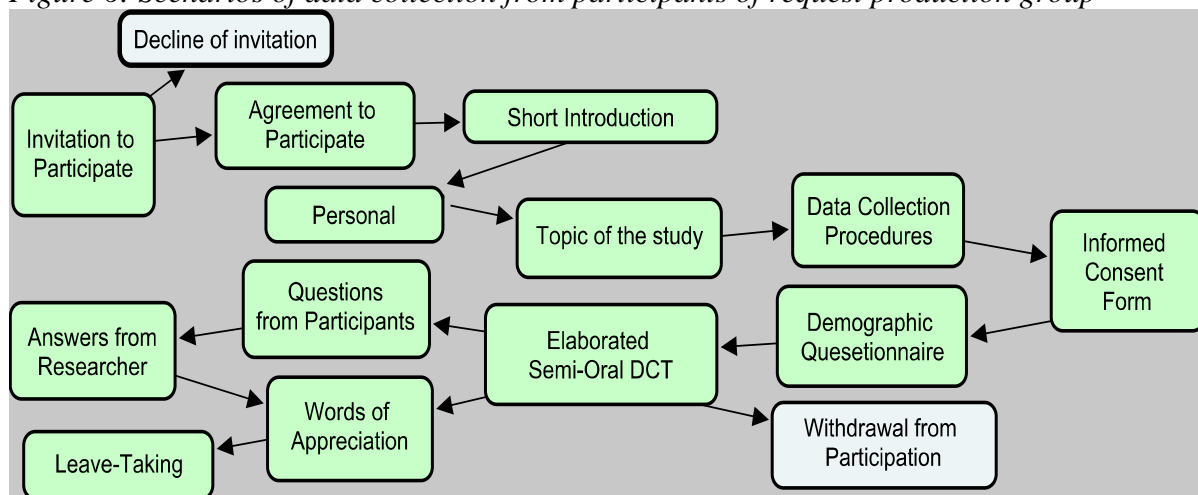 Figure 6: Scenarios of data collection from participants of request production group
Decline of invitation
Invitation to
Participate
Agreement to
Participate
Short Introduction
Personal
Topic of the study
Data Collection
Procedures
Informed
Consent
Form
Demographic
Quesetionnaire
Elaborated
Semi-Oral DCT
Questions
from Participants
Answers from
Researcher
Words of
Appreciation
Leave-Taking
Withdrawal from
Participation